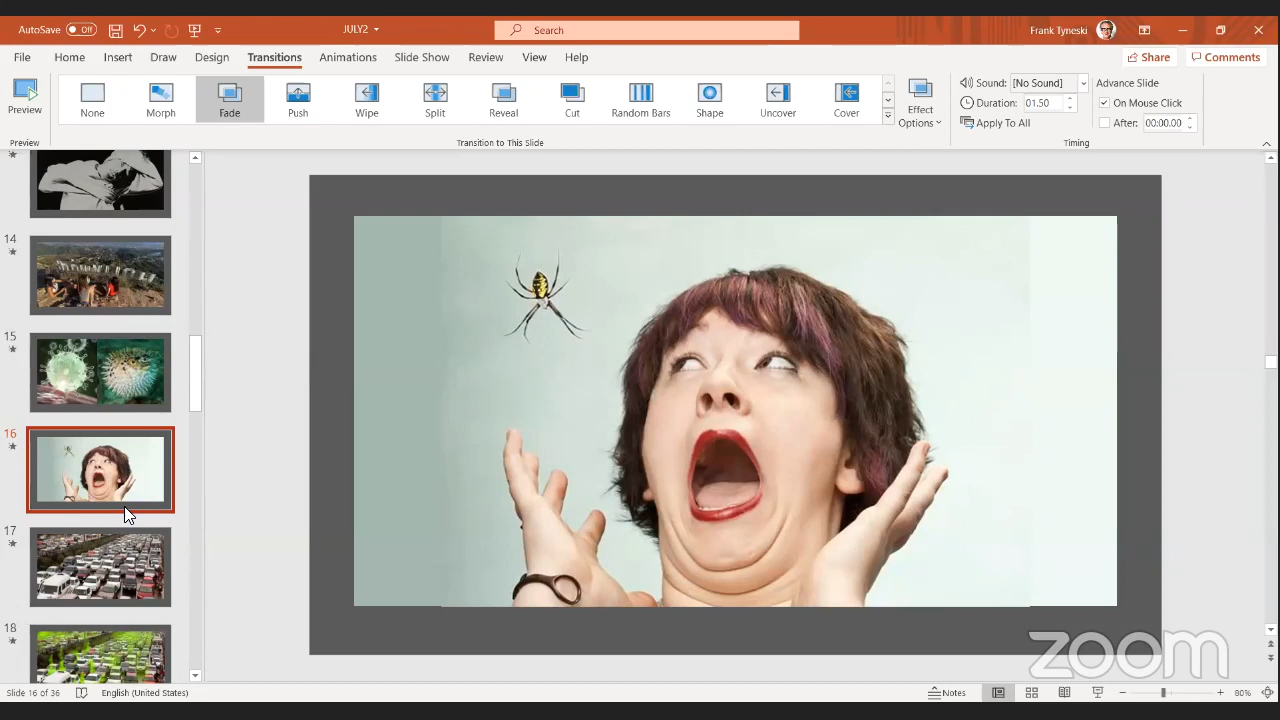 AutoSave Off JULY2 Search Frank Tyneski
File Home Insert Draw Design Transitions Animations Slide Show Review View Help Share Comments
Preview None Morph Fade Push Wipe Split Reveal Cut Random Bars Shape Uncover Cover Effect Options
Sound: [No Sound] Advance Slide
Duration: 01.50 On Mouse Click
Apply To All After: 00:00.00
Preview Transition to This Slide Timing
14
15
16
17
18
zoom
Slide 16 of 36 English (United States) Notes 80%